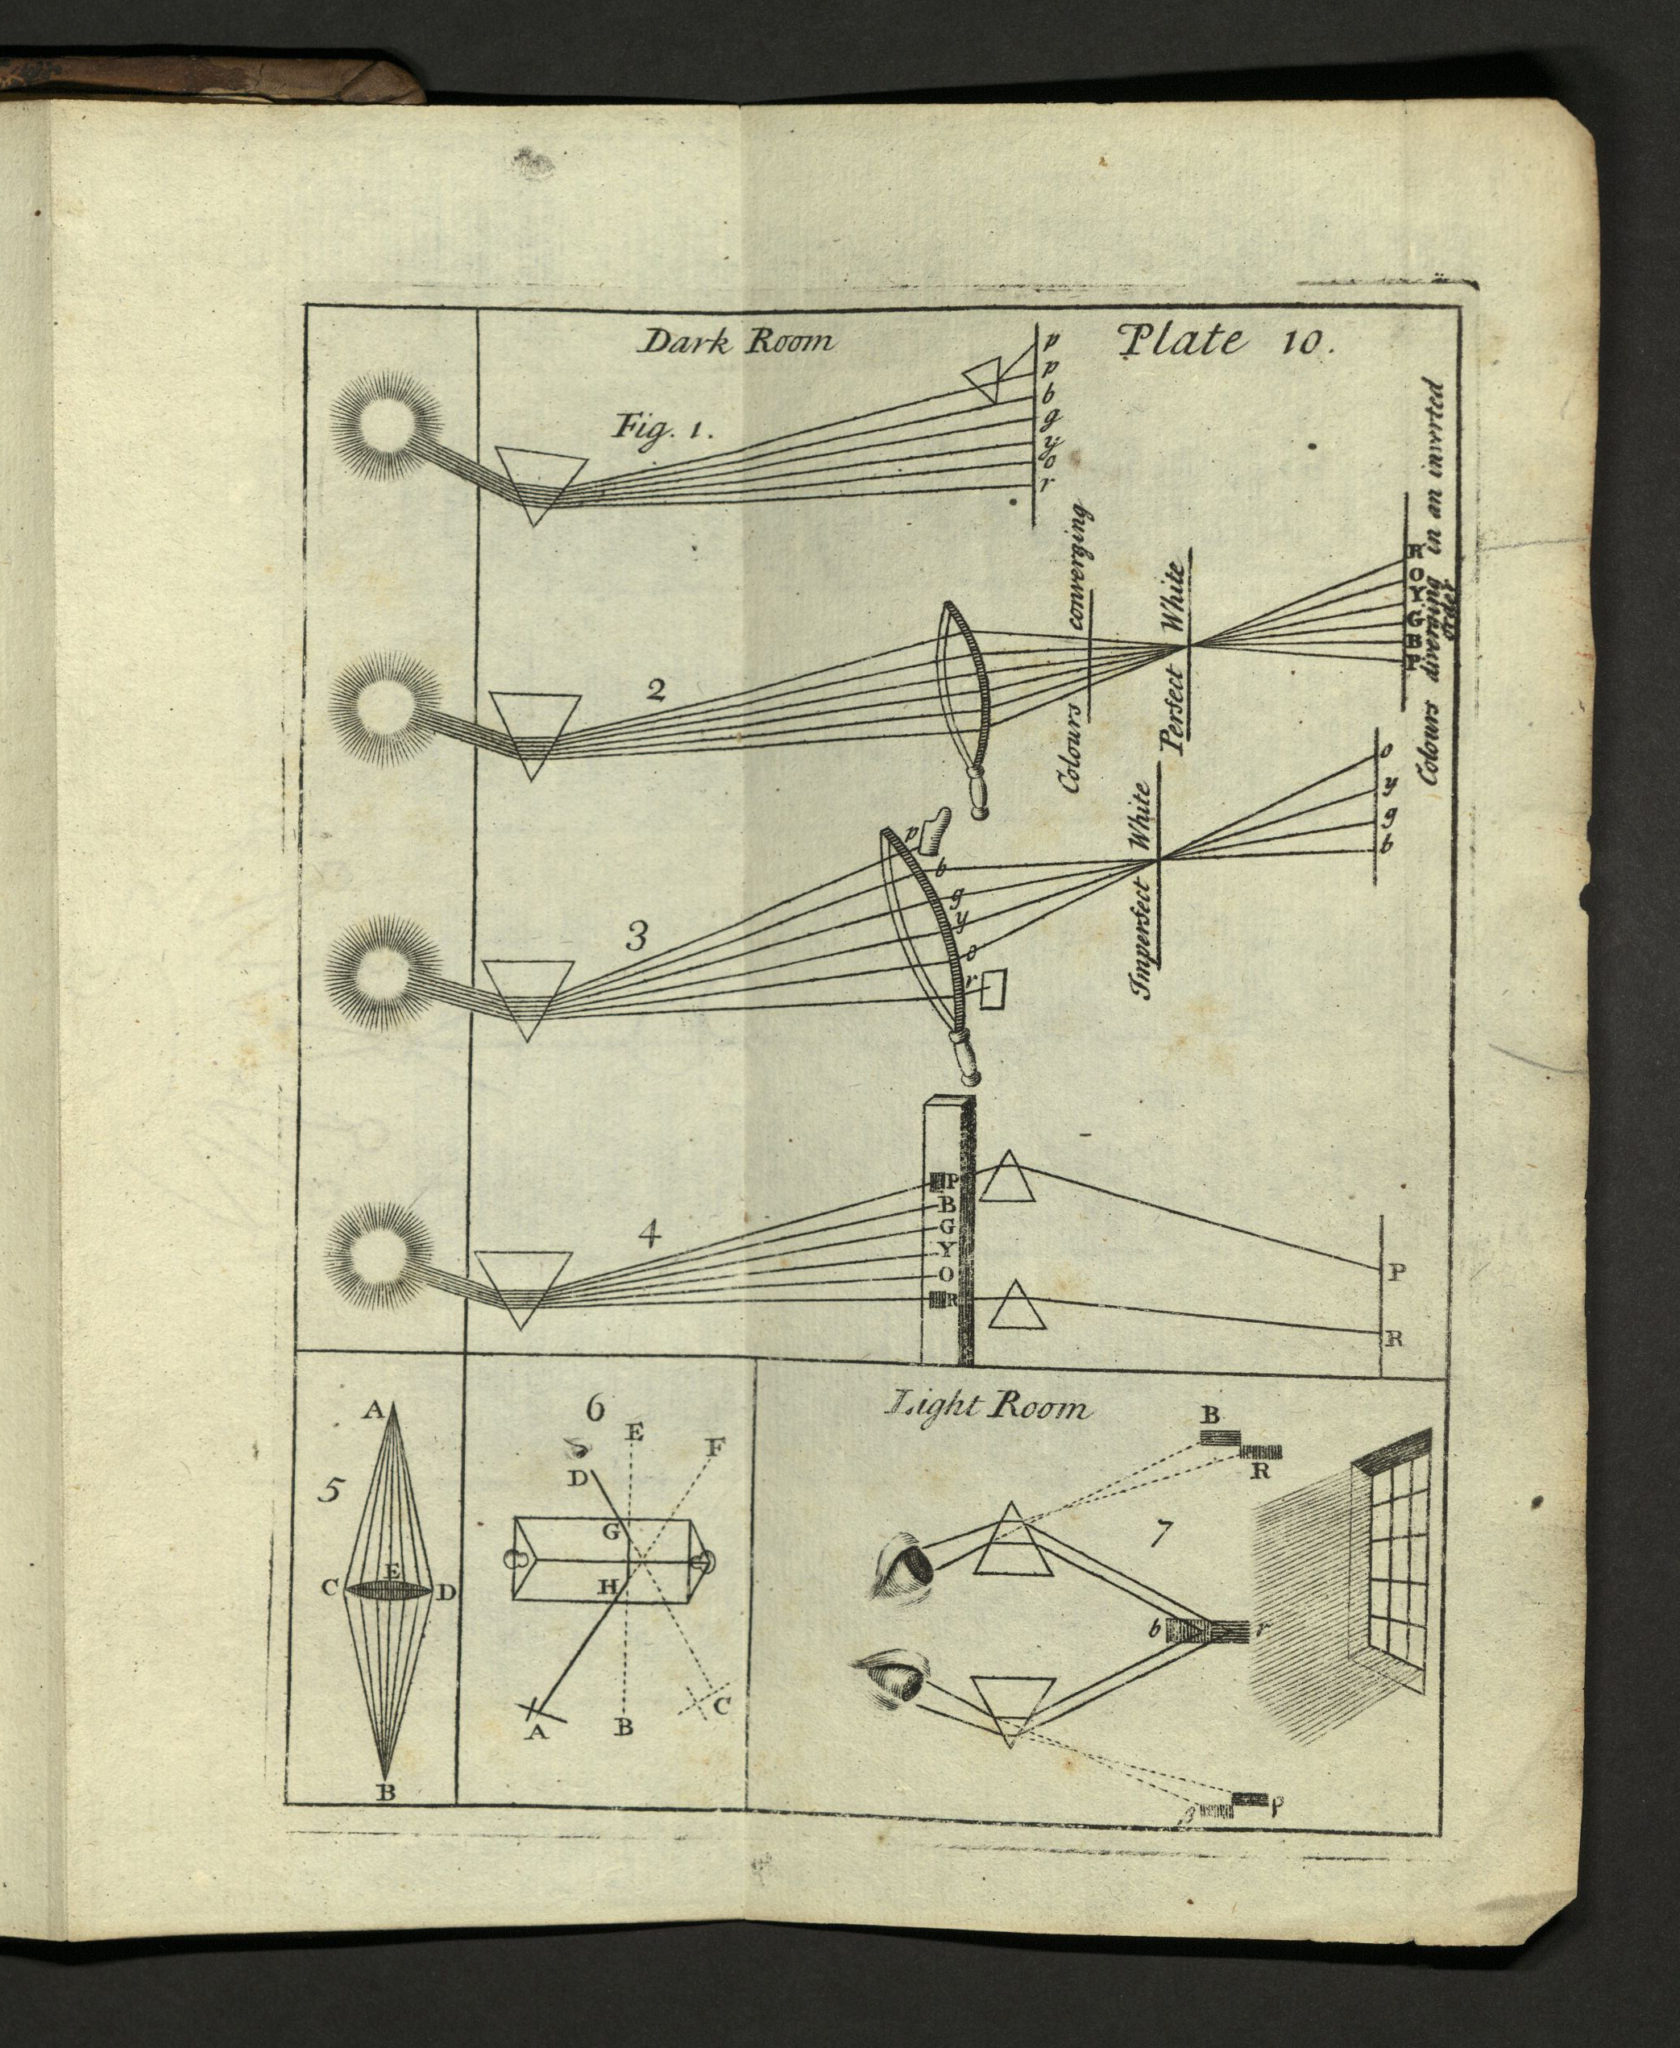 Dark Room
Plate 10.
Fig. 1.
p
p
b
g
y
o
r
2
Colours converging
Perfect White
R
O
Y
G
B
P
Colours diverging in an inverted
order
3
p
b
g
y
o
r
Imperfect White
o
y
g
b
4
P
B
G
Y
O
R
P
R
5
A
C
E
D
B
6
E
F
D
G
H
A
B
C
Light Room
7
B
R
b
r
p